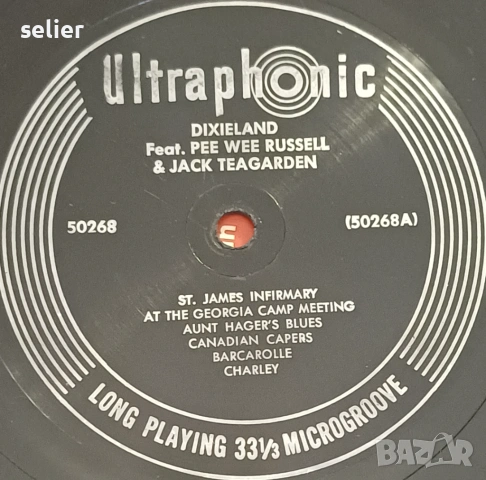 selier
Ultraphonic
DIXIELAND
Feat. PEE WEE RUSSELL
& JACK TEAGARDEN
50268
(50268A)
ST. JAMES INFIRMARY
AT THE GEORGIA CAMP MEETING
AUNT HAGER'S BLUES
CANADIAN CAPERS
BARCAROLLE
CHARLEY
LONG PLAYING 33⅓ MICROGROOVE
BAZAR